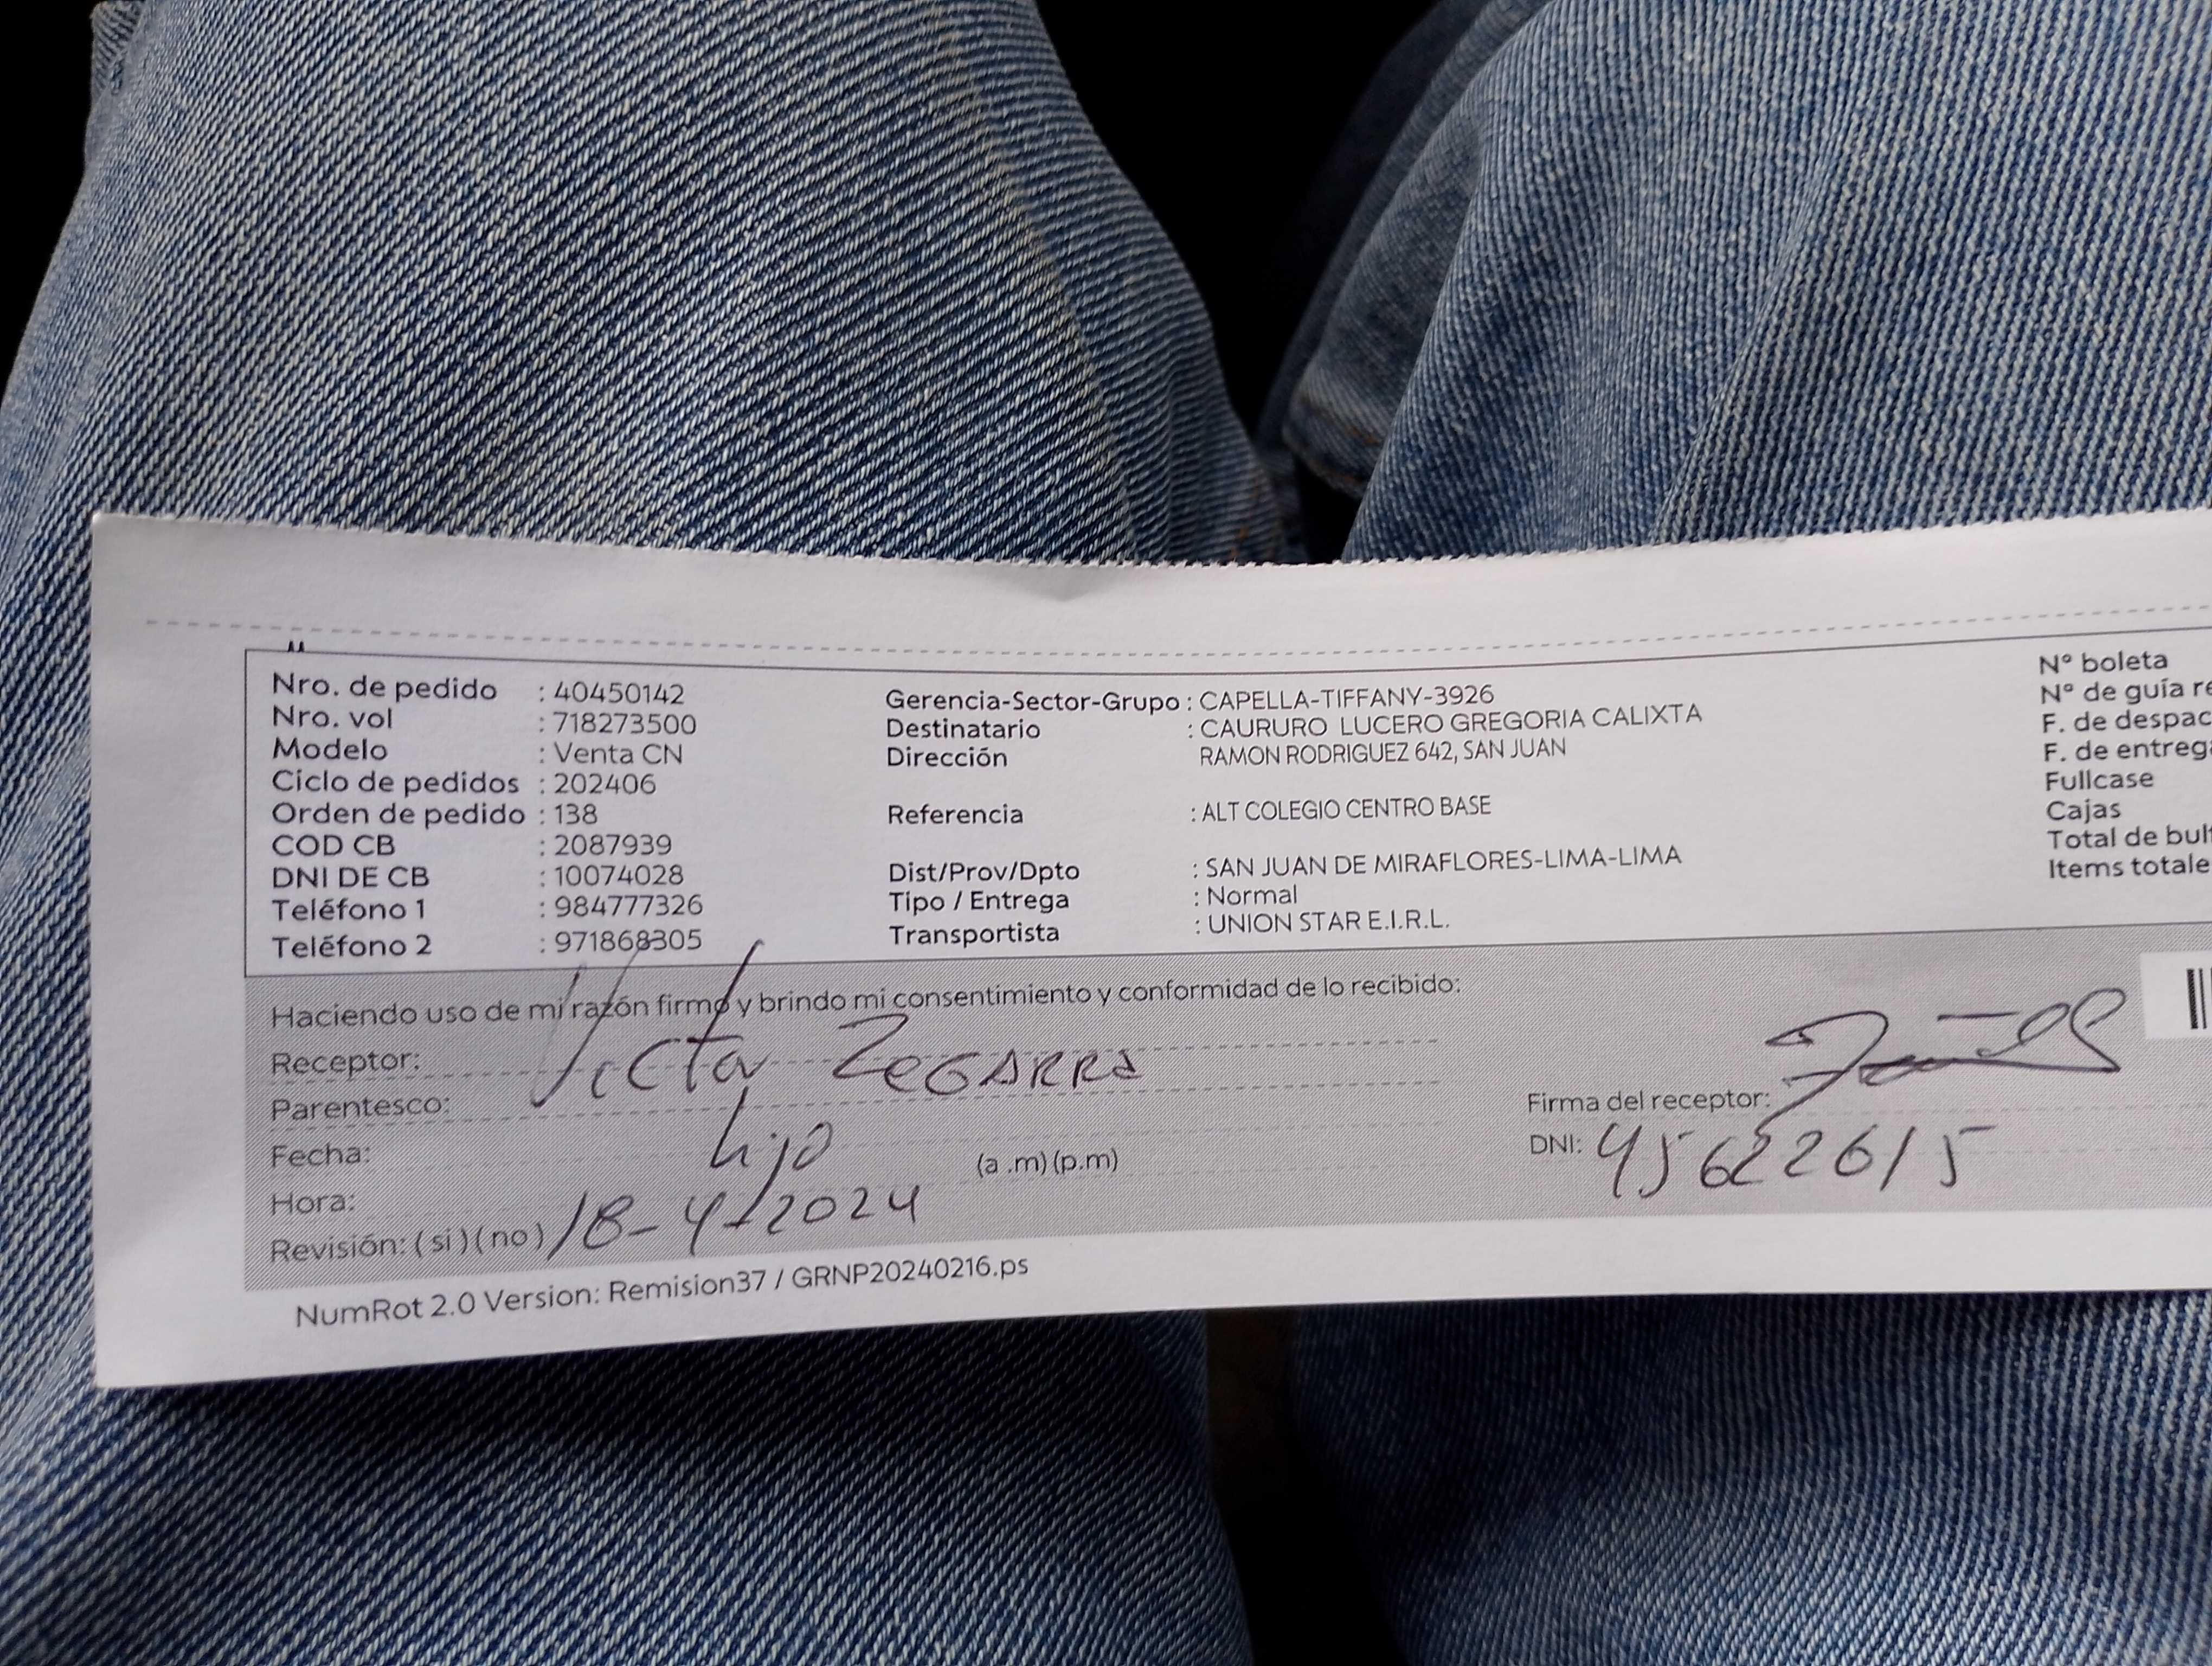 Nro. de pedido : 40450142
Nro. vol : 718273500
Modelo : Venta CN
Ciclo de pedidos : 202406
Orden de pedido : 138
COD CB : 2087939
DNI DE CB : 10074028
Teléfono 1 : 984777326
Teléfono 2 : 971868305
Gerencia-Sector-Grupo : CAPELLA-TIFFANY-3926
Destinatario : CAURURO LUCERO GREGORIA CALIXTA
Dirección RAMON RODRIGUEZ 642, SAN JUAN
Referencia : ALT COLEGIO CENTRO BASE
Dist/Prov/Dpto : SAN JUAN DE MIRAFLORES-LIMA-LIMA
Tipo / Entrega : Normal
Transportista : UNION STAR E.I.R.L.
N° boleta
N° de guía re
F. de despac
F. de entrega
Fullcase
Cajas
Total de bul
Items totale
Haciendo uso de mi razón firmo y brindo mi consentimiento y conformidad de lo recibido:
Receptor: Victor Zegarra
Parentesco: hijo
Fecha: (a .m) (p.m)
Hora: 18-4-2024
Revisión: ( si ) ( no )
Firma del receptor:
DNI: 45622615
NumRot 2.0 Version: Remision37 / GRNP20240216.ps